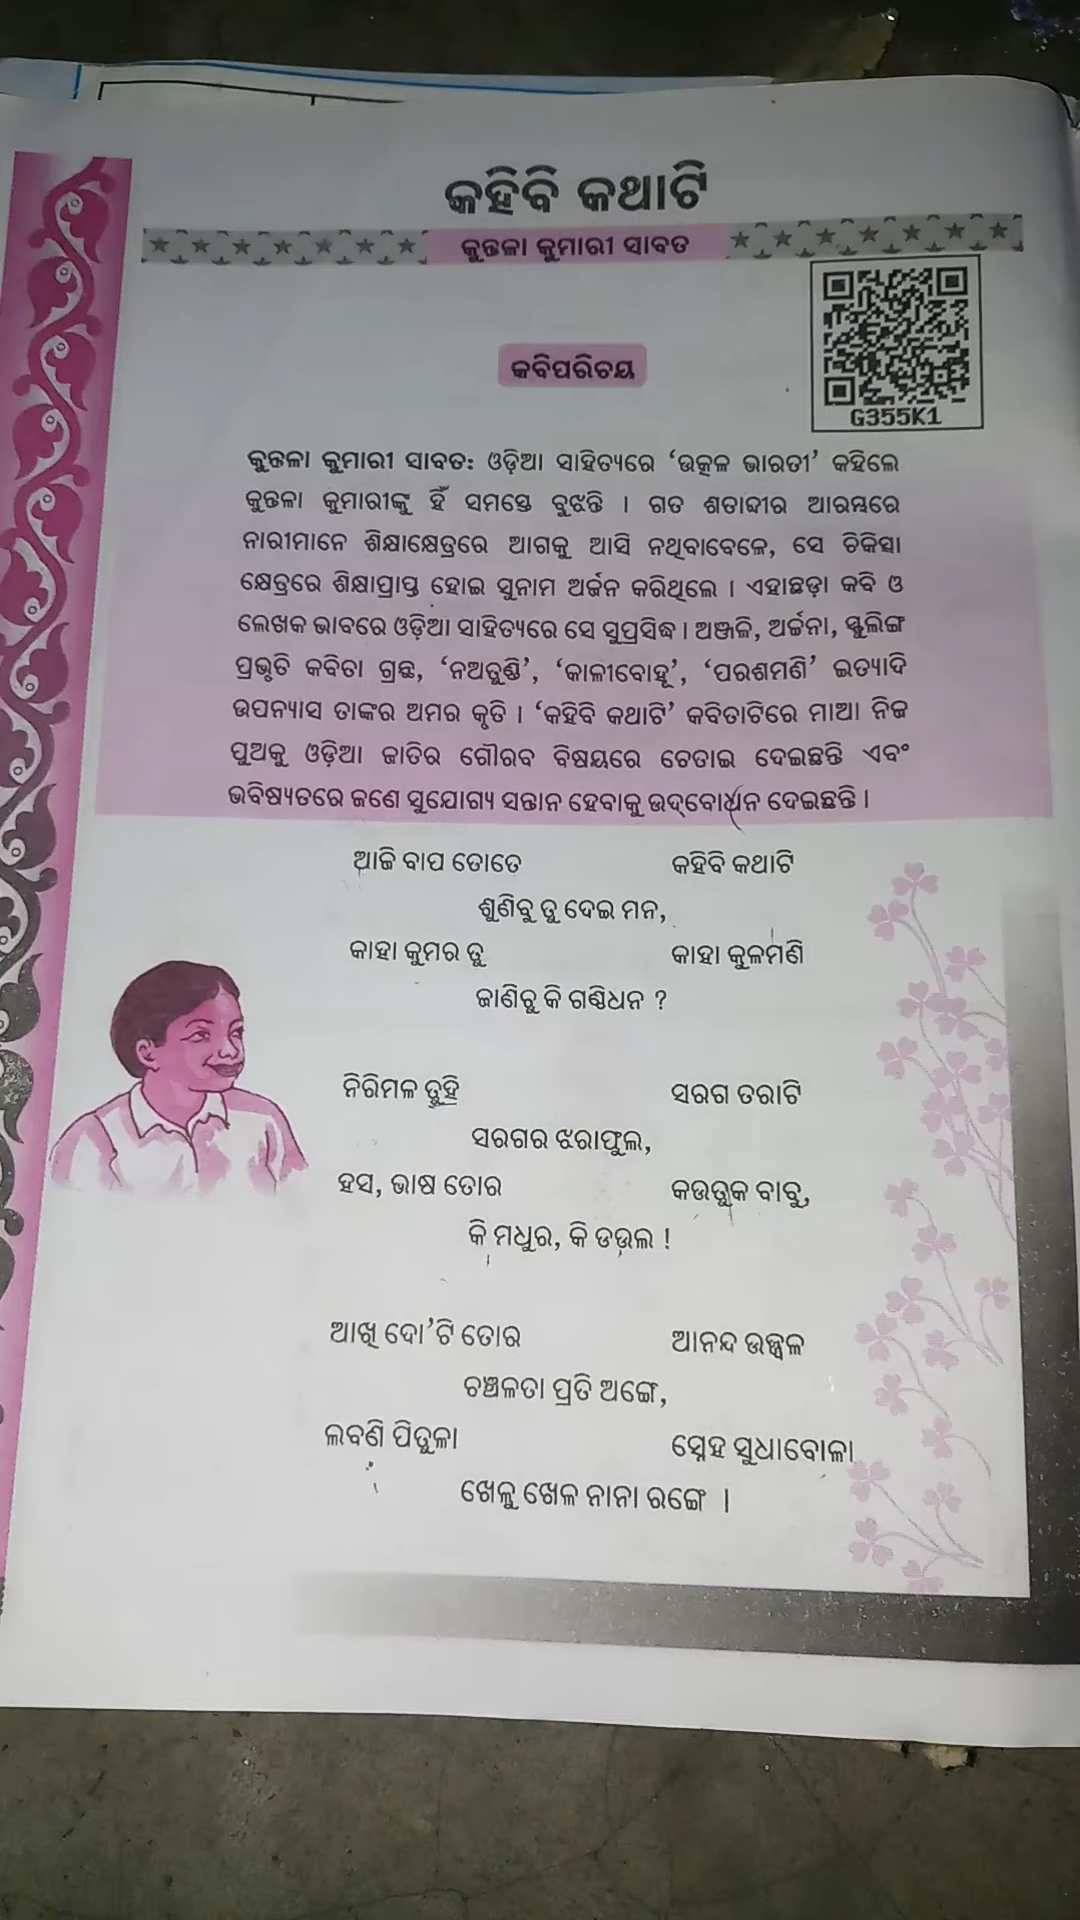 କହିବି କଥାଟି
କୁନ୍ତଳା କୁମାରୀ ସାବତ
G355K1
କବିପରିଚୟ
କୁନ୍ତଳା କୁମାରୀ ସାବତ: ଓଡ଼ିଆ ସାହିତ୍ୟରେ ‘ଉତ୍କଳ ଭାରତୀ’ କହିଲେ
କୁନ୍ତଳା କୁମାରୀଙ୍କୁ ହିଁ ସମସ୍ତେ ବୁଝନ୍ତି । ଗତ ଶତାବ୍ଦୀର ଆରମ୍ଭରେ
ନାରୀମାନେ ଶିକ୍ଷାକ୍ଷେତ୍ରରେ ଆଗକୁ ଆସି ନଥିବାବେଳେ, ସେ ଚିକିତ୍ସା
କ୍ଷେତ୍ରରେ ଶିକ୍ଷାପ୍ରାପ୍ତ ହୋଇ ସୁନାମ ଅର୍ଜନ କରିଥିଲେ । ଏହାଛଡ଼ା କବି ଓ
ଲେଖକ ଭାବରେ ଓଡ଼ିଆ ସାହିତ୍ୟରେ ସେ ସୁପ୍ରସିଦ୍ଧ । ଅଞ୍ଜଳି, ଅର୍ଚ୍ଚନା, ସ୍ଫୁଲିଙ୍ଗ
ପ୍ରଭୃତି କବିତା ଗ୍ରନ୍ଥ, ‘ନଅତୁଣ୍ଡି’, ‘କାଳୀବୋହୂ’, ‘ପରଶମଣି’ ଇତ୍ୟାଦି
ଉପନ୍ୟାସ ତାଙ୍କର ଅମର କୃତି । ‘କହିବି କଥାଟି’ କବିତାଟିରେ ମାଆ ନିଜ
ପୁଅକୁ ଓଡ଼ିଆ ଜାତିର ଗୌରବ ବିଷୟରେ ଚେତାଇ ଦେଇଛନ୍ତି ଏବଂ
ଭବିଷ୍ୟତରେ ଜଣେ ସୁଯୋଗ୍ୟ ସନ୍ତାନ ହେବାକୁ ଉଦ୍‌ବୋଧନ ଦେଇଛନ୍ତି ।
ଆଜି ବାପ ତୋତେ କହିବି କଥାଟି
ଶୁଣିବୁ ତୁ ଦେଇ ମନ,
କାହା କୁମର ତୁ କାହା କୁଳମଣି
ଜାଣିଚୁ କି ଗଣ୍ଠିଧନ ?
ନିରିମଳ ତୁହି ସରଗ ତରାଟି
ସରଗର ଝରାଫୁଲ,
ହସ, ଭାଷ ତୋର କଉତୁକ ବାବୁ,
କି ମଧୁର, କି ଡଉଲ !
ଆଖି ଦୋ’ଟି ତୋର ଆନନ୍ଦ ଉଜ୍ଜ୍ୱଳ
ଚଞ୍ଚଳତା ପ୍ରତି ଅଙ୍ଗେ,
ଲବଣି ପିତୁଳା ସ୍ନେହ ସୁଧାବୋଳା
ଖେଳୁ ଖେଳ ନାନା ରଙ୍ଗେ ।